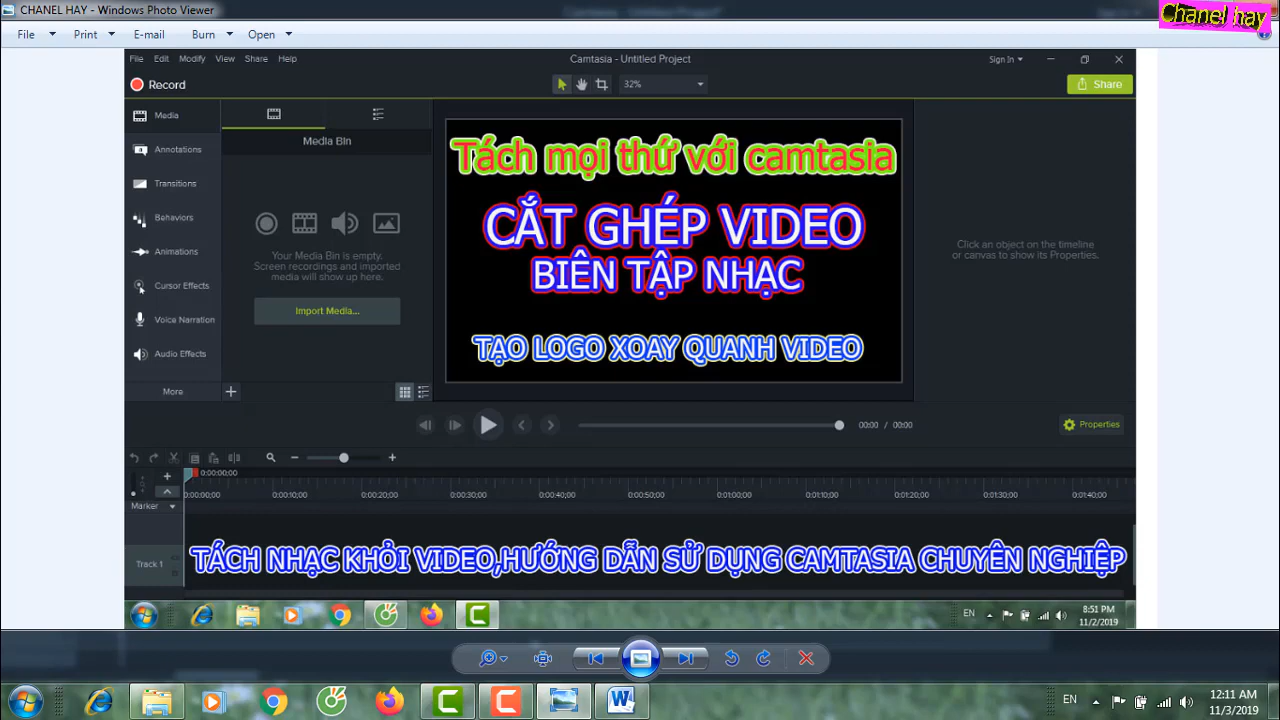 CHANEL HAY - Windows Photo Viewer
Chanel hay
File Print E-mail Burn Open
File Edit Modify View Share Help
Camtasia - Untitled Project
Sign In
Record
32%
Share
Media
Annotations
Transitions
Behaviors
Animations
Cursor Effects
Voice Narration
Audio Effects
More
Media Bin
Your Media Bin is empty.
Screen recordings and imported
media will show up here.
Import Media...
Tách mọi thứ với camtasia
CẮT GHÉP VIDEO
BIÊN TẬP NHẠC
TẠO LOGO XOAY QUANH VIDEO
Click an object on the timeline
or canvas to show its Properties.
00:00 / 00:00
Properties
0:00:00;00
0:00:00;00 0:00:10;00 0:00:20;00 0:00:30;00 0:00:40;00 0:00:50;00 0:01:00;00 0:01:10;00 0:01:20;00 0:01:30;00 0:01:40;00
Marker
Track 1
TÁCH NHẠC KHỎI VIDEO,HƯỚNG DẪN SỬ DỤNG CAMTASIA CHUYÊN NGHIỆP
EN
8:51 PM
11/2/2019
EN
12:11 AM
11/3/2019